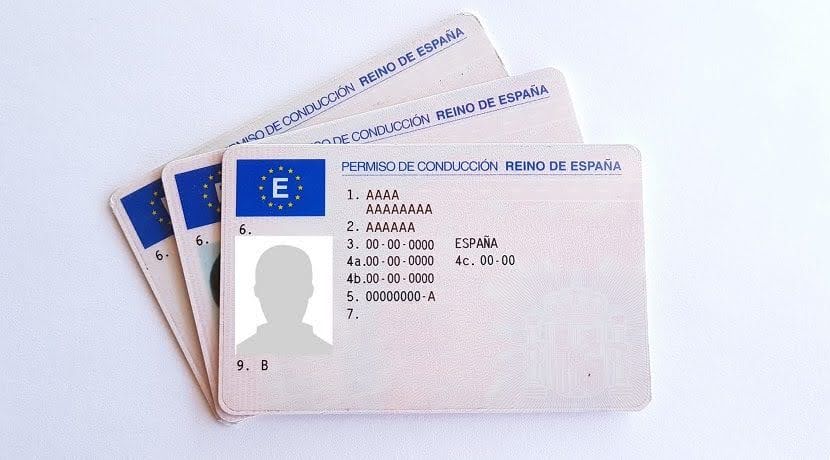 PERMISO DE CONDUCCIÓN REINO DE ESPAÑA
PERMISO DE CONDUCCIÓN REINO DE ESPAÑA
6.
6.
PERMISO DE CONDUCCIÓN REINO DE ESPAÑA
E
6.
1. AAAA
AAAAAAAA
2. AAAAAA
3. 00-00-0000 ESPAÑA
4a. 00-00-0000 4c. 00-00
4b. 00-00-0000
5. 00000000-A
7.
9. B